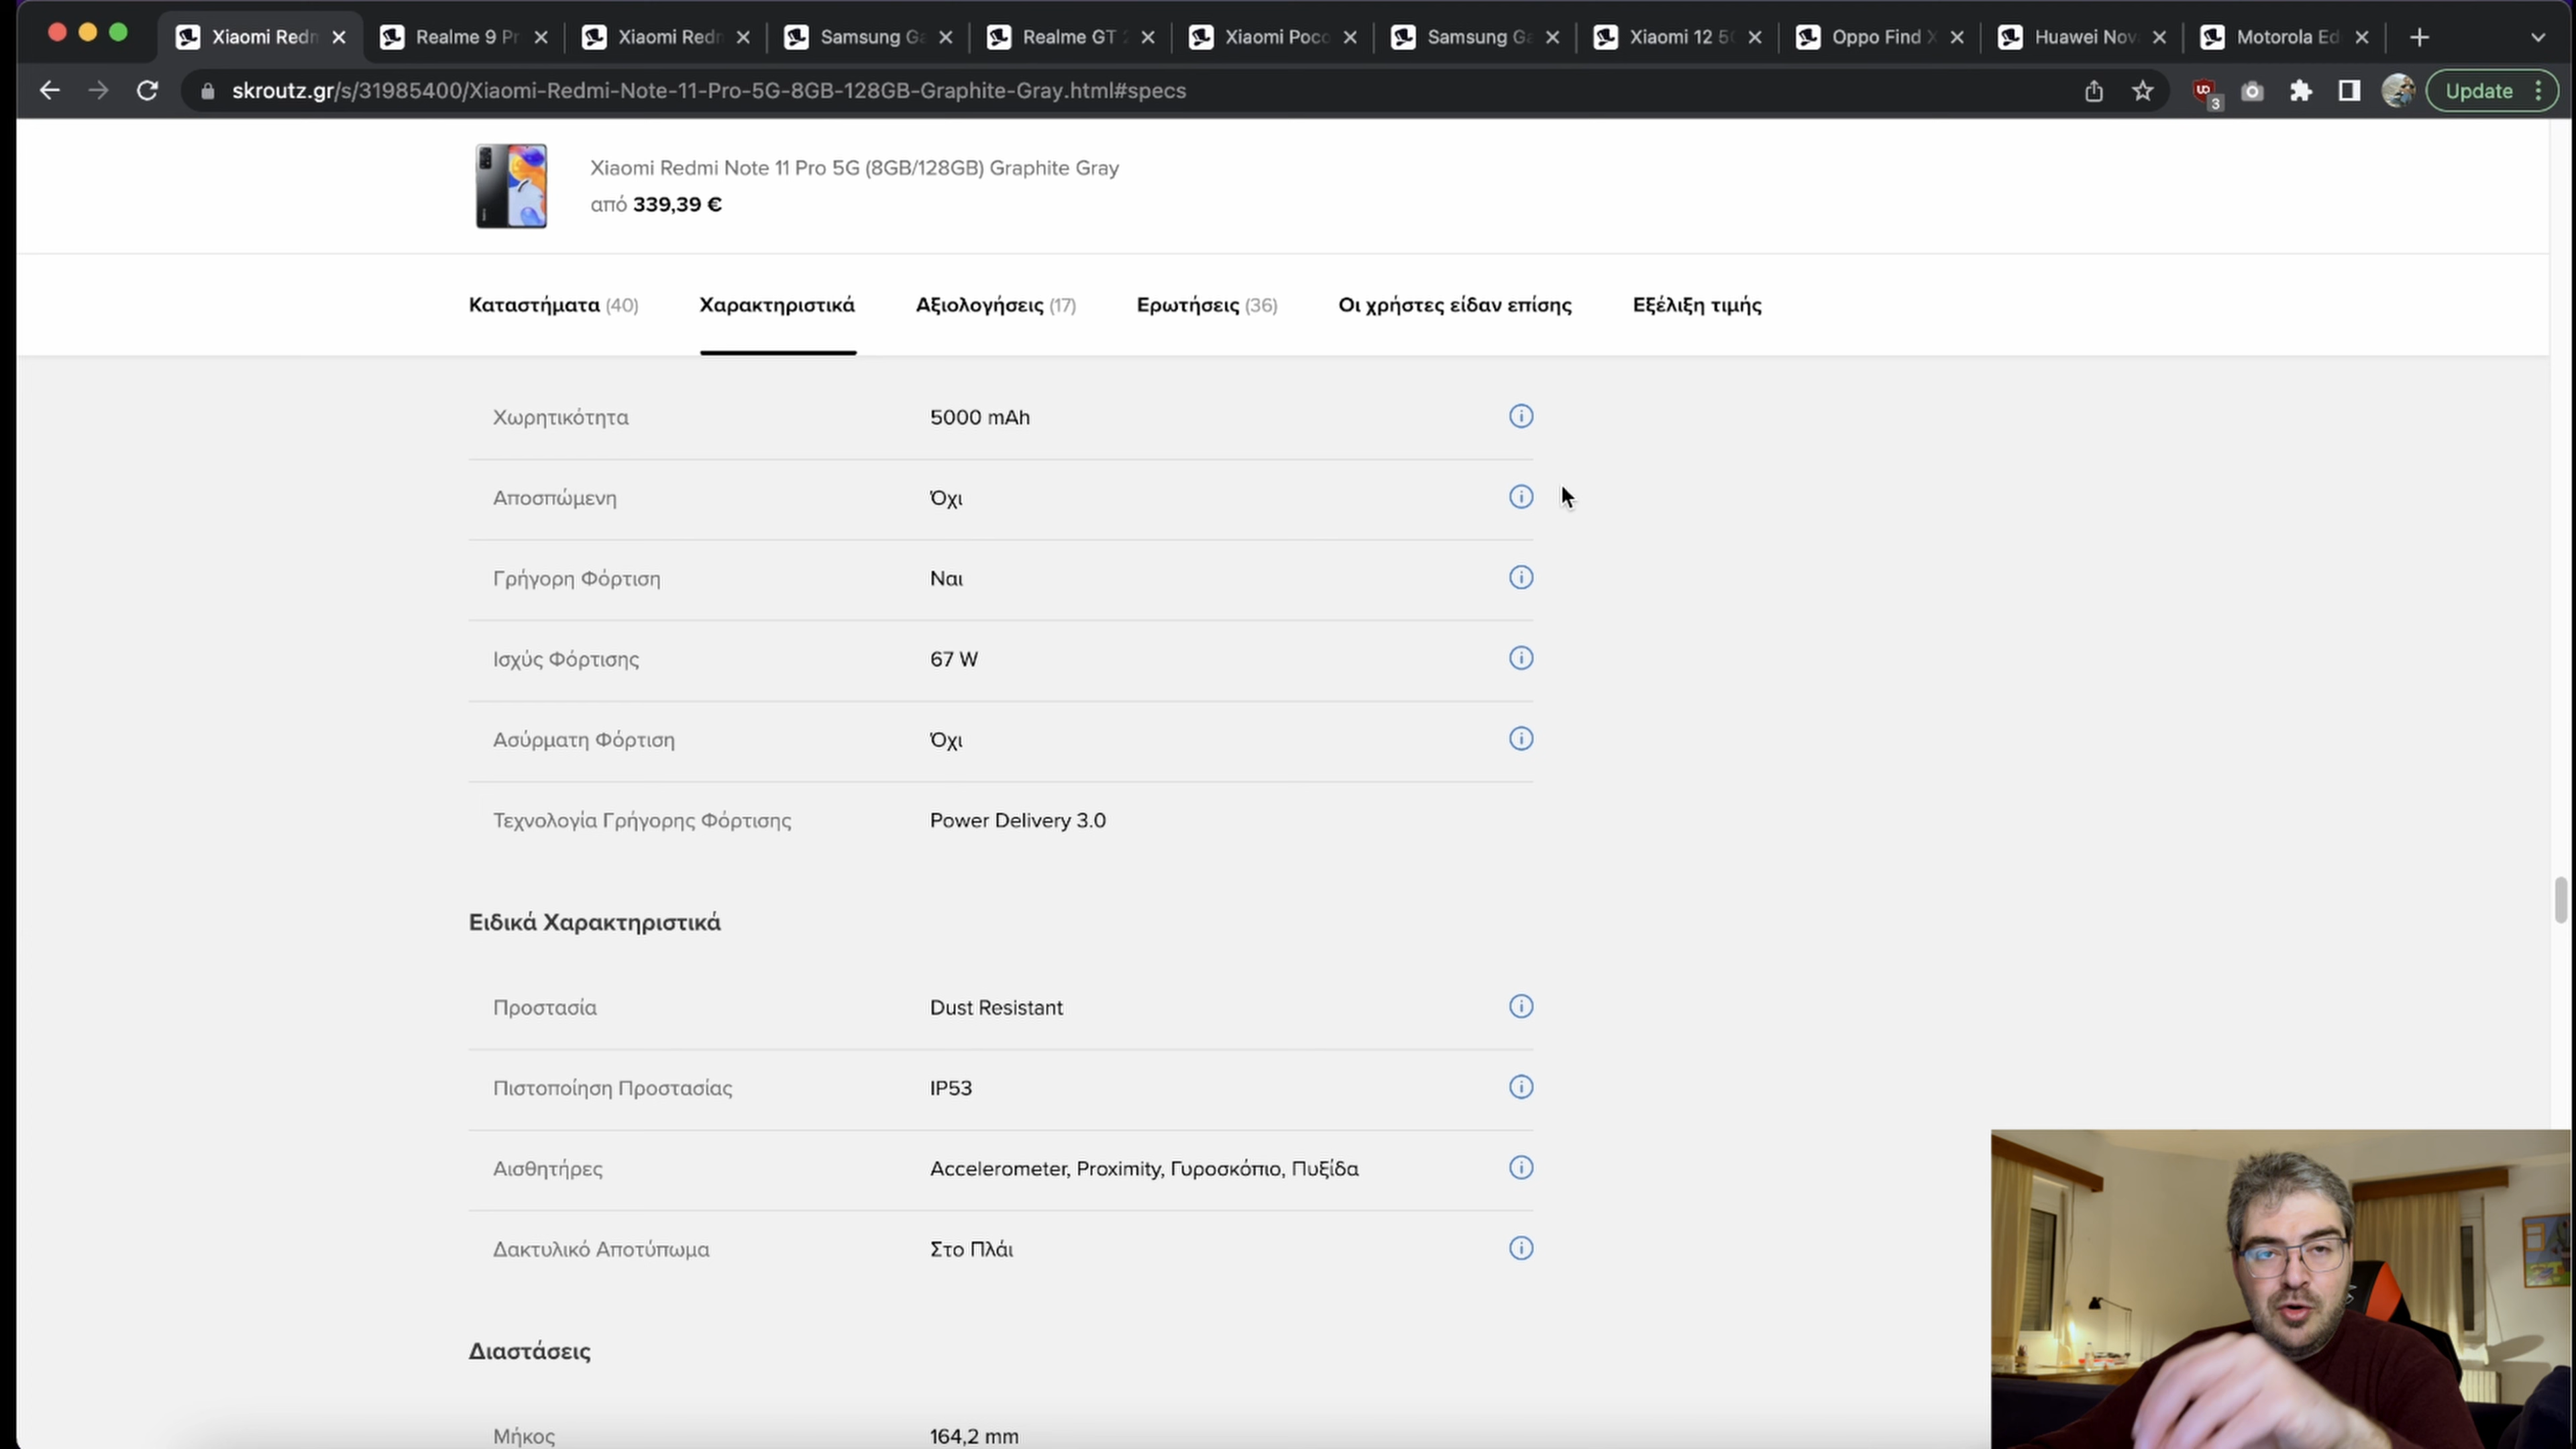 Xiaomi Redm
Realme 9 Pr
Xiaomi Redm
Samsung Ga
Realme GT 2
Xiaomi Poco
Samsung Ga
Xiaomi 12 5G
Oppo Find X
Huawei Nov
Motorola Ed
skroutz.gr/s/31985400/Xiaomi-Redmi-Note-11-Pro-5G-8GB-128GB-Graphite-Gray.html#specs
3
Update
Xiaomi Redmi Note 11 Pro 5G (8GB/128GB) Graphite Gray
από 339,39 €
Καταστήματα (40) Χαρακτηριστικά Αξιολογήσεις (17) Ερωτήσεις (36) Οι χρήστες είδαν επίσης Εξέλιξη τιμής
Χωρητικότητα 5000 mAh
Αποσπώμενη Όχι
Γρήγορη Φόρτιση Ναι
Ισχύς Φόρτισης 67 W
Ασύρματη Φόρτιση Όχι
Τεχνολογία Γρήγορης Φόρτισης Power Delivery 3.0
Ειδικά Χαρακτηριστικά
Προστασία Dust Resistant
Πιστοποίηση Προστασίας IP53
Αισθητήρες Accelerometer, Proximity, Γυροσκόπιο, Πυξίδα
Δακτυλικό Αποτύπωμα Στο Πλάι
Διαστάσεις
Μήκος 164,2 mm